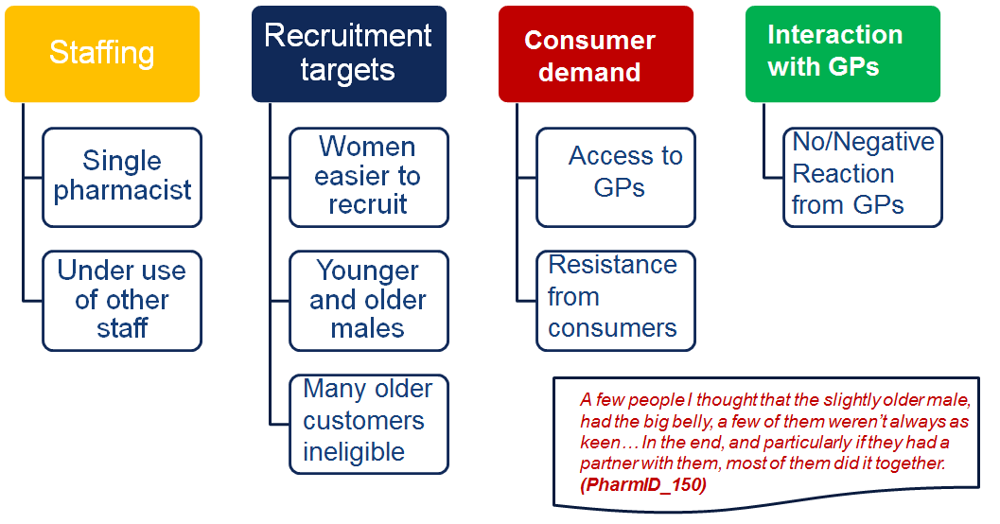 Staffing
Single
pharmacist
Under use
of other
staff
Recruitment
targets
Women
easier to
recruit
Younger
and older
males
Many older
customers
ineligible
Consumer
demand
Access to
GPs
Resistance
from
consumers
Interaction
with GPs
No/Negative
Reaction
from GPs
A few people I thought that the slightly older male,
had the big belly, a few of them weren't always as
keen… In the end, and particularly if they had a
partner with them, most of them did it together.
(PharmID_150)